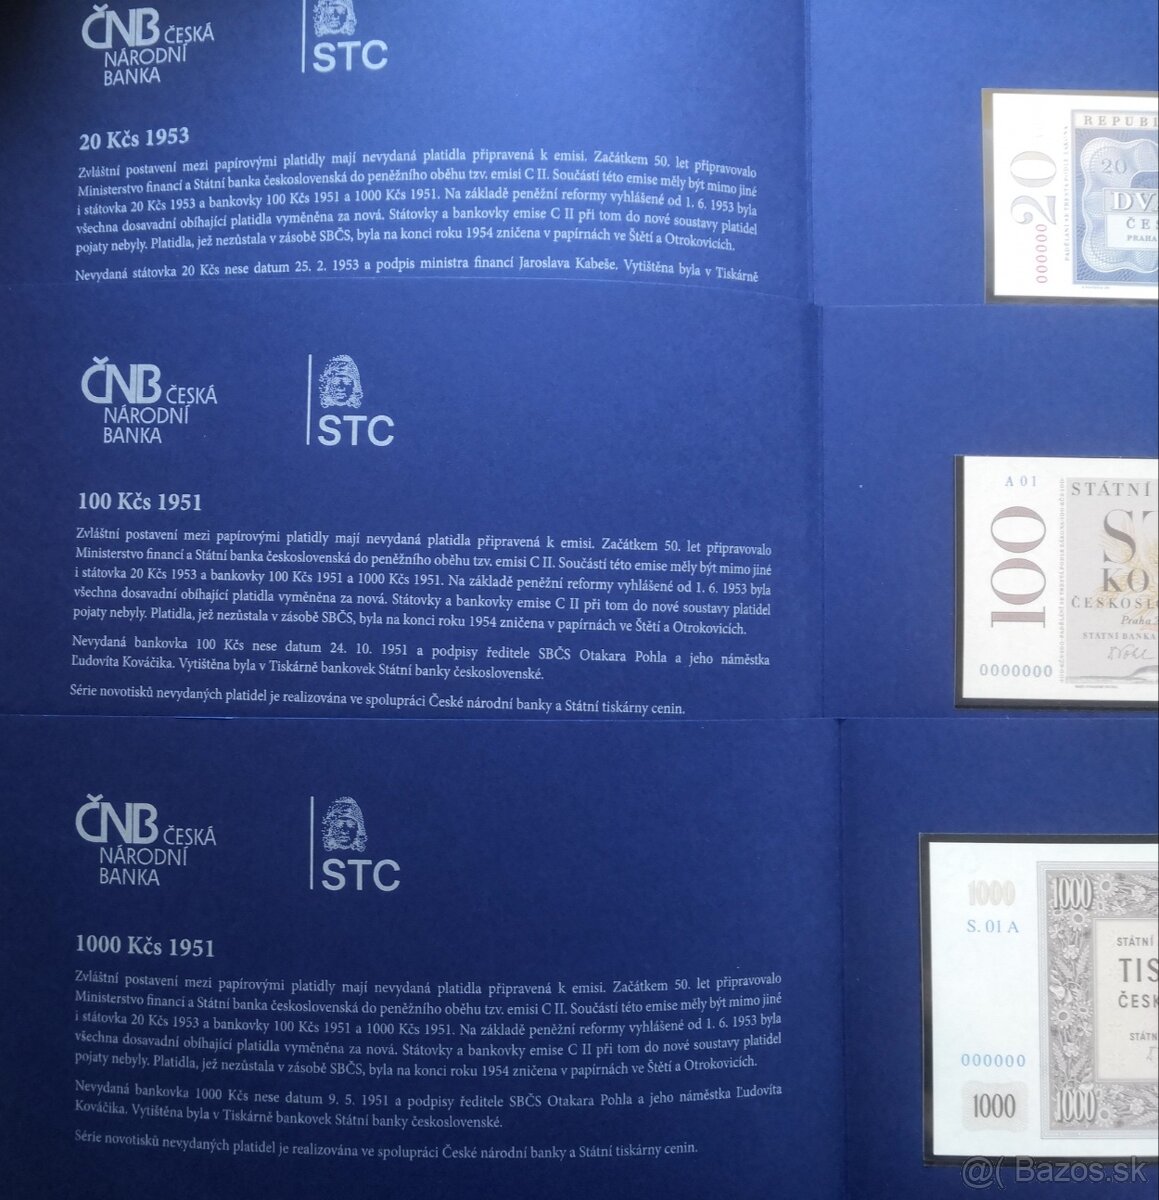 ČNB ČESKÁ
NÁRODNÍ
BANKA
STC
20 Kčs 1953
Zvláštní postavení mezi papírovými platidly mají nevydaná platidla připravená k emisi. Začátkem 50. let připravovalo
Ministerstvo financí a Státní banka československá do peněžního oběhu tzv. emisi C II. Součástí této emise měly být mimo jiné
i státovka 20 Kčs 1953 a bankovky 100 Kčs 1951 a 1000 Kčs 1951. Na základě peněžní reformy vyhlášené od 1. 6. 1953 byla
všechna dosavadní obíhající platidla vyměněna za nová. Státovky a bankovky emise C II při tom do nové soustavy platidel
pojaty nebyly. Platidla, jež nezůstala v zásobě SBČS, byla na konci roku 1954 zničena v papírnách ve Štětí a Otrokovicích.
Nevydaná státovka 20 Kčs nese datum 25. 2. 1953 a podpis ministra financí Jaroslava Kabeše. Vytištěna byla v Tiskárně
REPUBL
20
20
DV
ČES
PRAHA
000000
ČNB ČESKÁ
NÁRODNÍ
BANKA
STC
100 Kčs 1951
Zvláštní postavení mezi papírovými platidly mají nevydaná platidla připravená k emisi. Začátkem 50. let připravovalo
Ministerstvo financí a Státní banka československá do peněžního oběhu tzv. emisi C II. Součástí této emise měly být mimo jiné
i státovka 20 Kčs 1953 a bankovky 100 Kčs 1951 a 1000 Kčs 1951. Na základě peněžní reformy vyhlášené od 1. 6. 1953 byla
všechna dosavadní obíhající platidla vyměněna za nová. Státovky a bankovky emise C II při tom do nové soustavy platidel
pojaty nebyly. Platidla, jež nezůstala v zásobě SBČS, byla na konci roku 1954 zničena v papírnách ve Štětí a Otrokovicích.
Nevydaná bankovka 100 Kčs nese datum 24. 10. 1951 a podpisy ředitele SBČS Otakara Pohla a jeho náměstka
Ľudovíta Kováčika. Vytištěna byla v Tiskárně bankovek Státní banky československé.
Série novotisků nevydaných platidel je realizována ve spolupráci České národní banky a Státní tiskárny cenin.
A 01
STÁTNÍ
100
S
KO
ČESKOSLO
Praha
STÁTNÍ BANKA
0000000
ČNB ČESKÁ
NÁRODNÍ
BANKA
STC
1000 Kčs 1951
Zvláštní postavení mezi papírovými platidly mají nevydaná platidla připravená k emisi. Začátkem 50. let připravovalo
Ministerstvo financí a Státní banka československá do peněžního oběhu tzv. emisi C II. Součástí této emise měly být mimo jiné
i státovka 20 Kčs 1953 a bankovky 100 Kčs 1951 a 1000 Kčs 1951. Na základě peněžní reformy vyhlášené od 1. 6. 1953 byla
všechna dosavadní obíhající platidla vyměněna za nová. Státovky a bankovky emise C II při tom do nové soustavy platidel
pojaty nebyly. Platidla, jež nezůstala v zásobě SBČS, byla na konci roku 1954 zničena v papírnách ve Štětí a Otrokovicích.
Nevydaná bankovka 1000 Kčs nese datum 9. 5. 1951 a podpisy ředitele SBČS Otakara Pohla a jeho náměstka Ľudovíta
Kováčika. Vytištěna byla v Tiskárně bankovek Státní banky československé.
Série novotisků nevydaných platidel je realizována ve spolupráci České národní banky a Státní tiskárny cenin.
1000
1000
S. 01 A
STÁTNÍ
TIS
ČESK
STÁTN
000000
1000
1000
@( Bazos.sk